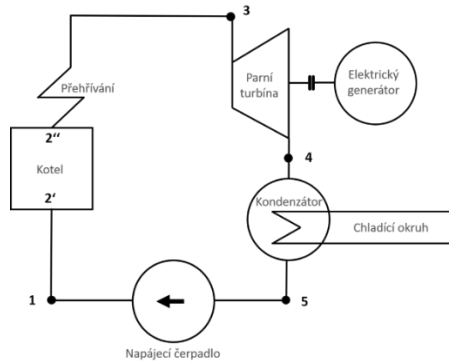 3
Přehřívání
Parní
turbína
Elektrický
generátor
2‘‘
Kotel
2‘
4
Kondenzátor
Chladící okruh
1
5
Napájecí čerpadlo